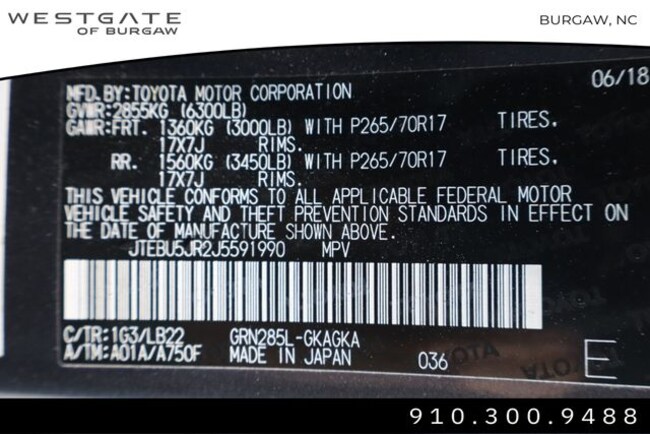 WESTGATE
OF BURGAW
BURGAW, NC
06/18
MFD. BY: TOYOTA MOTOR CORPORATION
GVWR: 2855KG (6300LB)
GAWR: FRT. 1360KG (3000LB) WITH P265/70R17 TIRES.
17X7J RIMS.
RR. 1560KG (3450LB) WITH P265/70R17 TIRES.
17X7J RIMS.
THIS VEHICLE CONFORMS TO ALL APPLICABLE FEDERAL MOTOR
VEHICLE SAFETY AND THEFT PREVENTION STANDARDS IN EFFECT ON
THE DATE OF MANUFACTURE SHOWN ABOVE.
JTEBU5JR2J5591990 MPV
C/TR: 1G3/LB22 GRN285L-GKAGKA
A/TM: A01A/A750F MADE IN JAPAN 036 E
910.300.9488